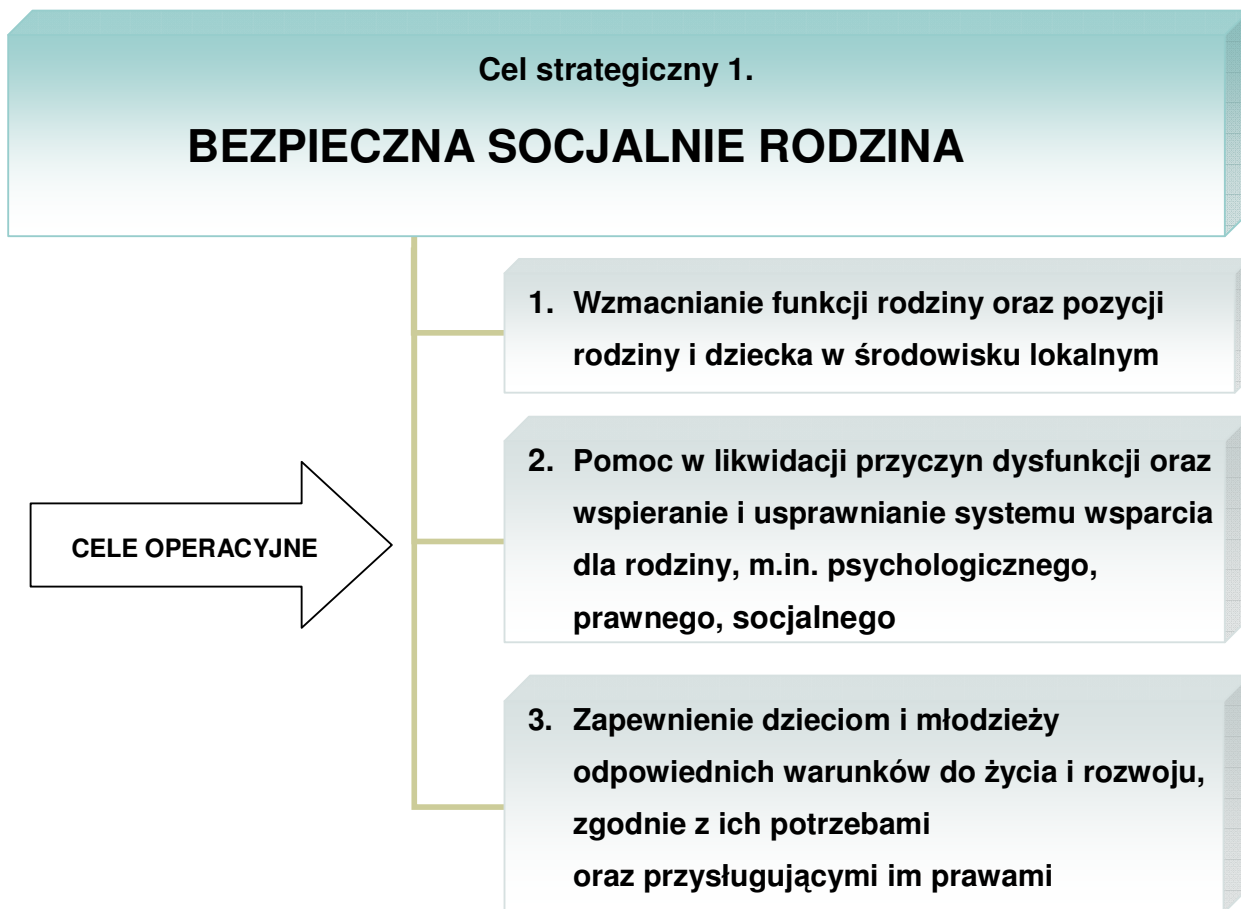 Cel strategiczny 1.
BEZPIECZNA SOCJALNIE RODZINA
1. Wzmacnianie funkcji rodziny oraz pozycji
rodziny i dziecka w środowisku lokalnym
CELE OPERACYJNE
2. Pomoc w likwidacji przyczyn dysfunkcji oraz
wspieranie i usprawnianie systemu wsparcia
dla rodziny, m.in. psychologicznego,
prawnego, socjalnego
3. Zapewnienie dzieciom i młodzieży
odpowiednich warunków do życia i rozwoju,
zgodnie z ich potrzebami
oraz przysługującymi im prawami